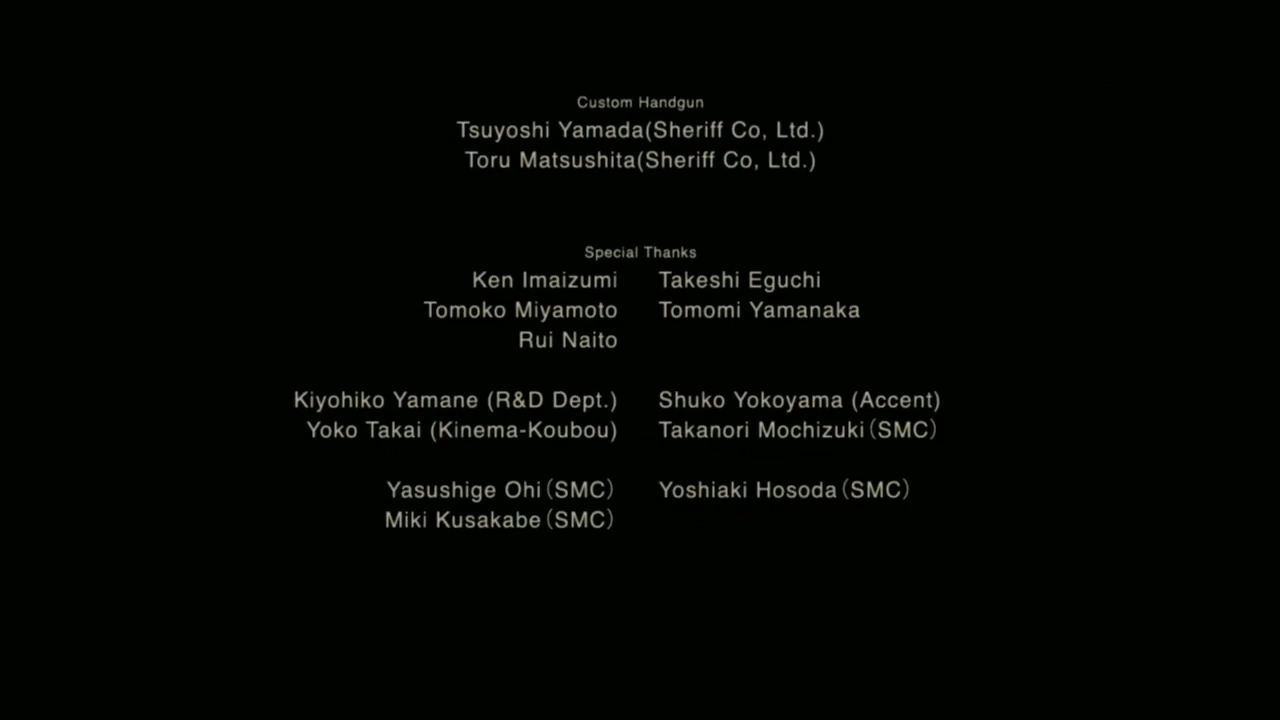 Custom Handgun
Tsuyoshi Yamada(Sheriff Co, Ltd.)
Toru Matsushita(Sheriff Co, Ltd.)
Special Thanks
Ken Imaizumi Takeshi Eguchi
Tomoko Miyamoto Tomomi Yamanaka
Rui Naito
Kiyohiko Yamane (R&D Dept.) Shuko Yokoyama (Accent)
Yoko Takai (Kinema-Koubou) Takanori Mochizuki(SMC)
Yasushige Ohi(SMC) Yoshiaki Hosoda(SMC)
Miki Kusakabe(SMC)